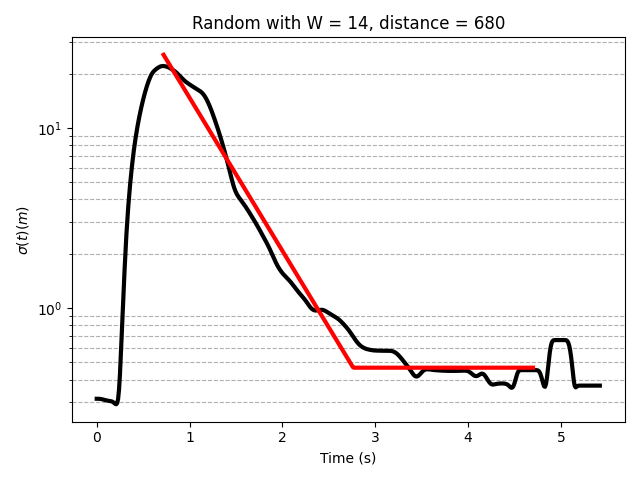 Random with W = 14, distance = 680
10¹
10⁰
σ(t)(m)
0 1 2 3 4 5
Time (s)